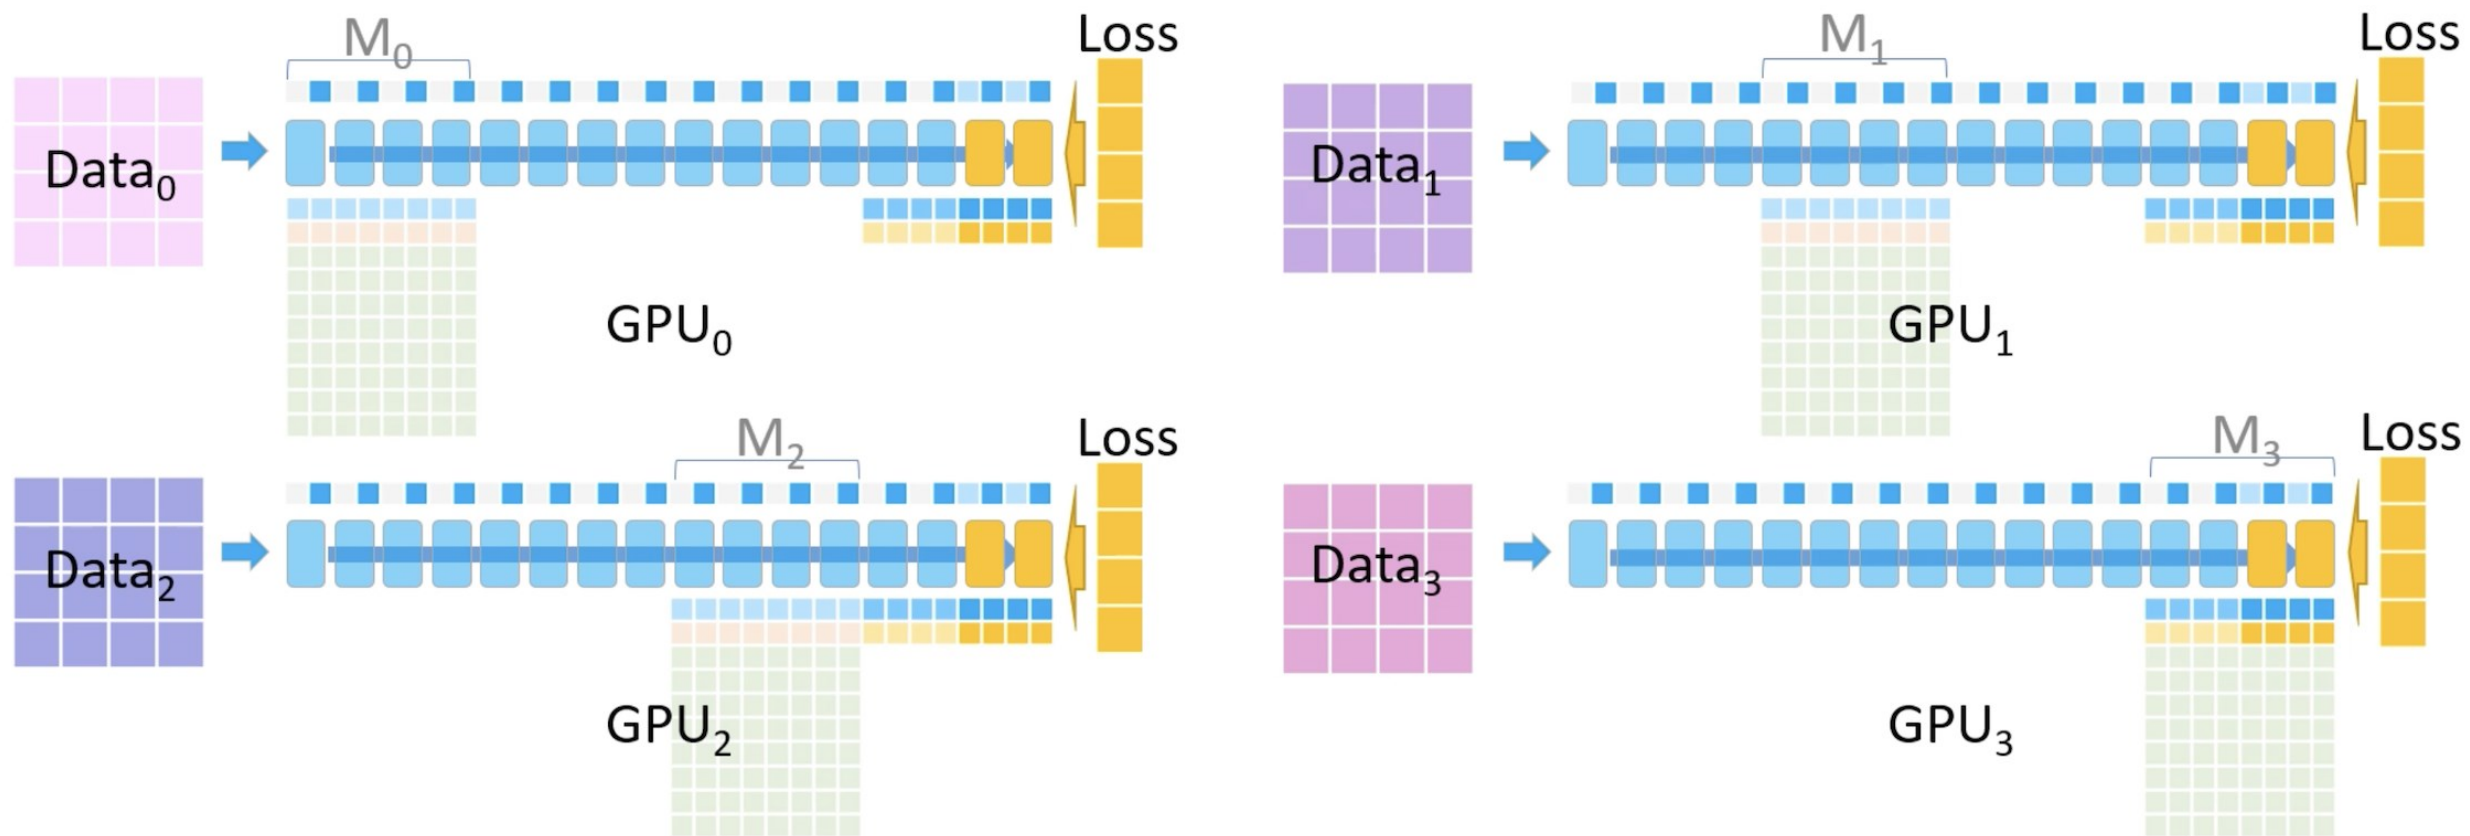 M₀
Loss
Data₀
GPU₀
M₁
Loss
Data₁
GPU₁
M₂
Loss
Data₂
GPU₂
M₃
Loss
Data₃
GPU₃